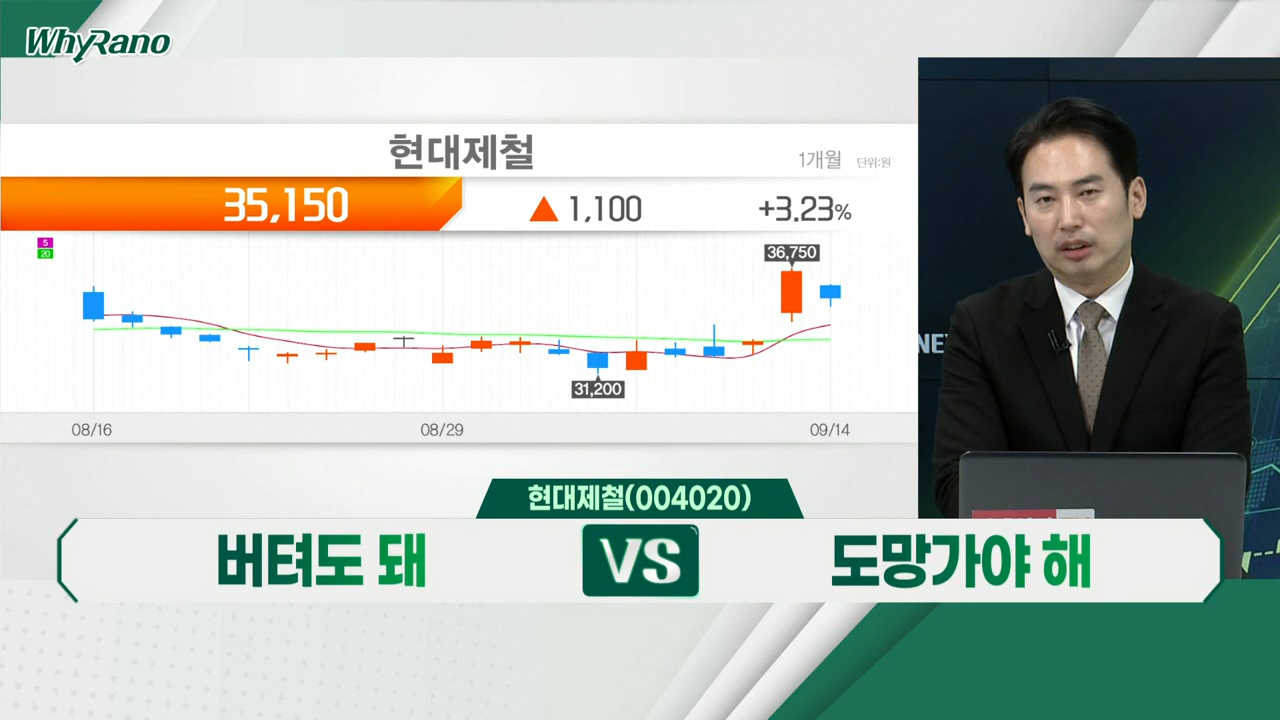 WhyRano
현대제철
1개월 단위:원
35,150 ▲ 1,100 +3.23%
5
20
36,750
31,200
08/16 08/29 09/14
NE
현대제철(004020)
버텨도 돼 VS 도망가야 해